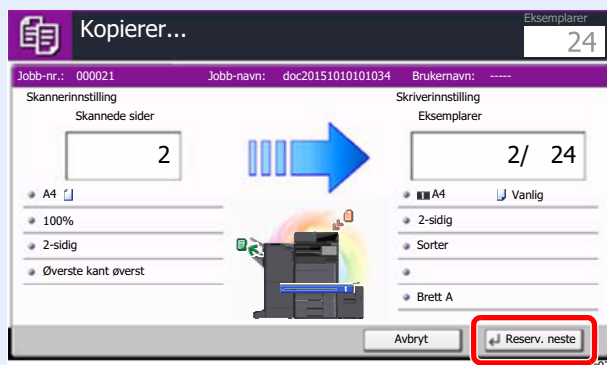 Kopierer...
Eksemplarer
24
Jobb-nr.: 000021 Jobb-navn: doc20151010101034 Brukernavn: -----
Skannerinnstilling Skriverinnstilling
Skannede sider Eksemplarer
2 2/ 24
A4 1 A4 Vanlig
100% 2-sidig
2-sidig Sorter
Øverste kant øverst
Brett A
Avbryt Reserv. neste